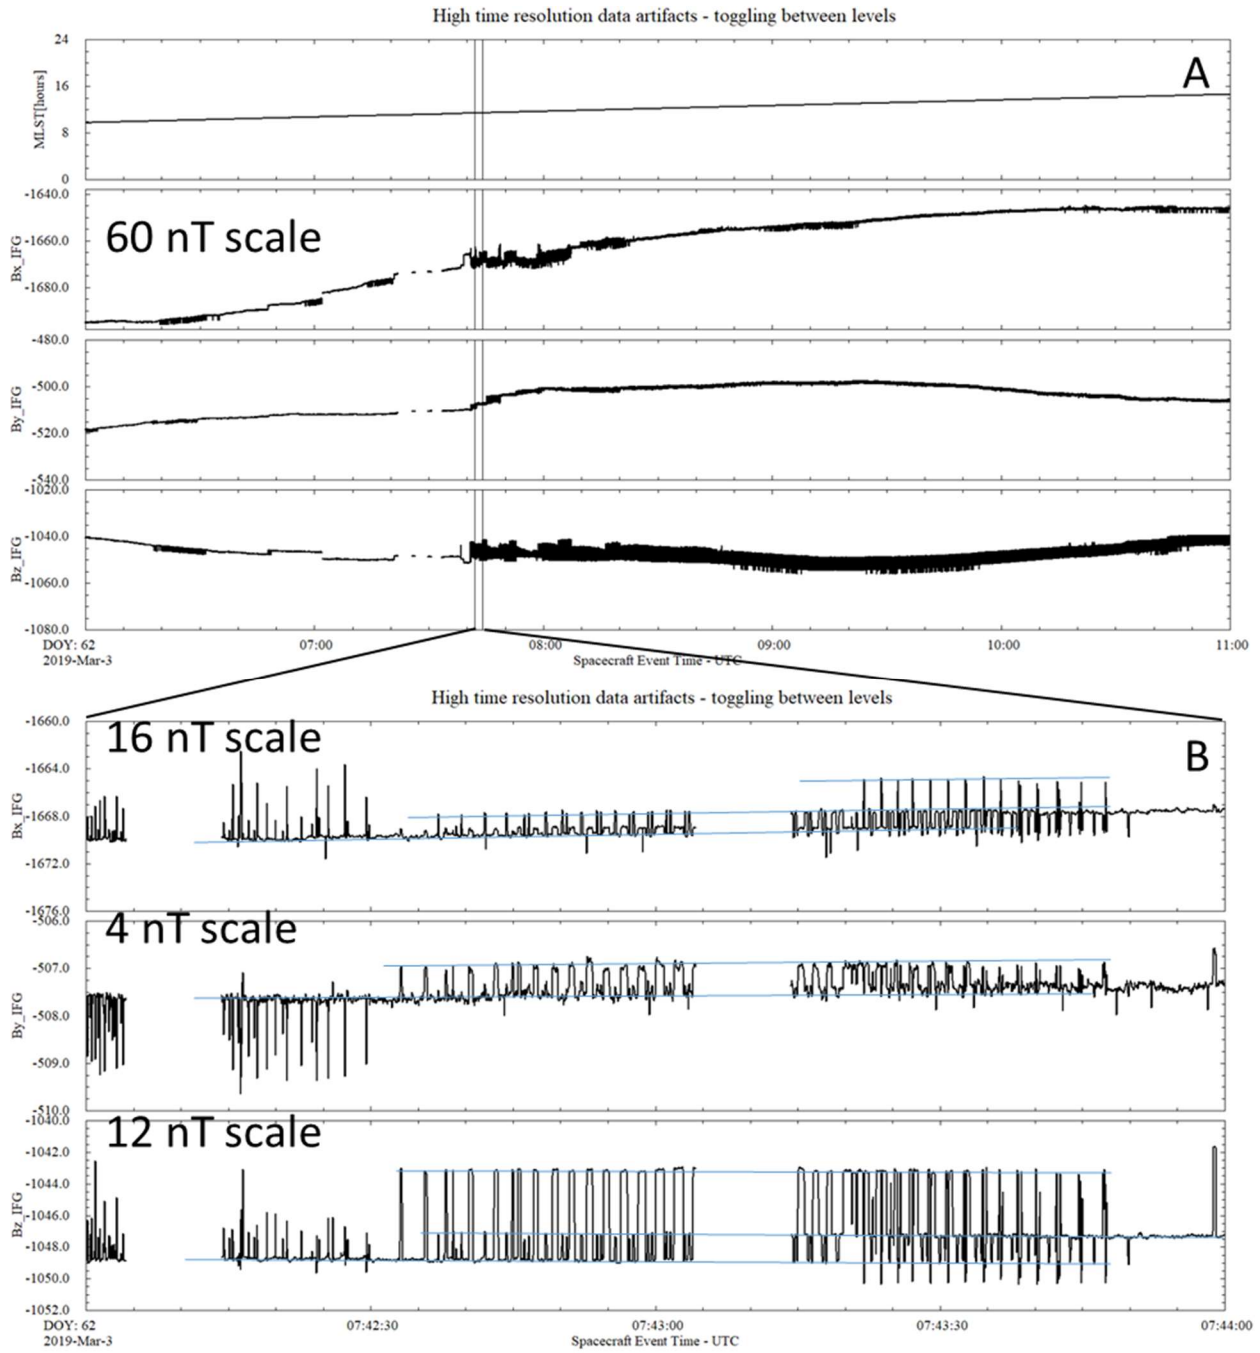 High time resolution data artifacts - toggling between levels
A
24
16
8
0
MLST[hours]
-1640.0
-1660.0
-1680.0
Bx_IFG
60 nT scale
-480.0
-500.0
-520.0
-540.0
By_IFG
-1020.0
-1040.0
-1060.0
-1080.0
Bz_IFG
DOY: 62 07:00 08:00 09:00 10:00 11:00
2019-Mar-3 Spacecraft Event Time - UTC
High time resolution data artifacts - toggling between levels
B
16 nT scale
-1660.0
-1664.0
-1668.0
-1672.0
-1676.0
Bx_IFG
4 nT scale
-506.0
-507.0
-508.0
-509.0
-510.0
By_IFG
12 nT scale
-1040.0
-1042.0
-1044.0
-1046.0
-1048.0
-1050.0
-1052.0
Bz_IFG
DOY: 62 07:42:30 07:43:00 07:43:30 07:44:00
2019-Mar-3 Spacecraft Event Time - UTC